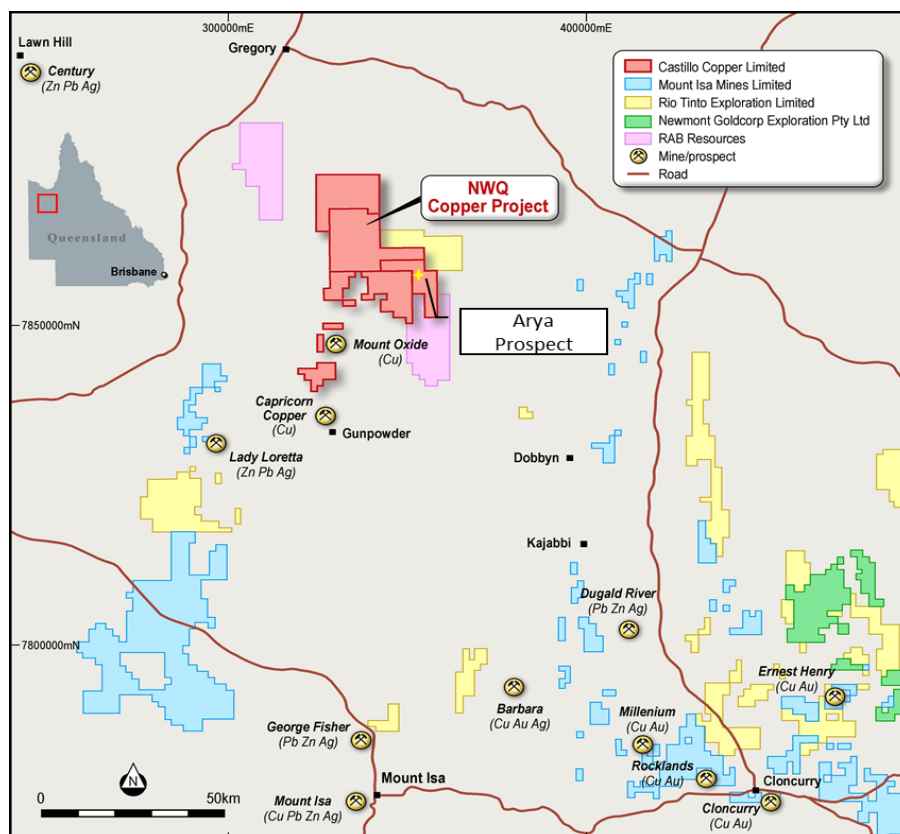 300000mE
400000mE
Lawn Hill
Century
(Zn Pb Ag)
Gregory
Castillo Copper Limited
Mount Isa Mines Limited
Rio Tinto Exploration Limited
Newmont Goldcorp Exploration Pty Ltd
RAB Resources
Mine/prospect
Road
NWQ
Copper Project
Queensland
Brisbane
7850000mN
Arya
Prospect
Mount Oxide
(Cu)
Capricorn
Copper
(Cu)
Gunpowder
Lady Loretta
(Zn Pb Ag)
Dobbyn
Kajabbi
Dugald River
(Pb Zn Ag)
7800000mN
Ernest Henry
(Cu Au)
Barbara
(Cu Au Ag)
Millenium
(Cu Au)
George Fisher
(Pb Zn Ag)
Rocklands
(Cu Au)
Mount Isa
Cloncurry
N
0
50km
Mount Isa
(Cu Pb Zn Ag)
Cloncurry
(Cu Au)